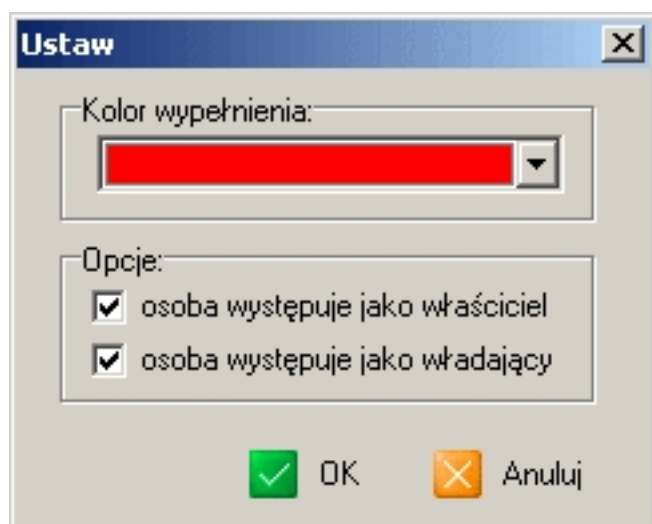 Ustaw
Kolor wypełnienia:
Opcje:
osoba występuje jako właściciel
osoba występuje jako władający
OK
Anuluj